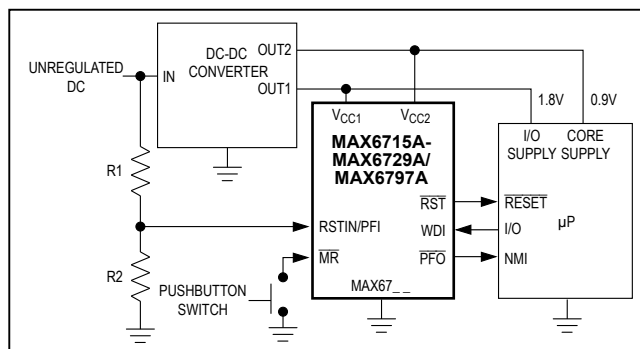 UNREGULATED
DC
IN
DC-DC
CONVERTER
OUT2
OUT1
1.8V
0.9V
VCC1
VCC2
MAX6715A-
MAX6729A/
MAX6797A
I/O
SUPPLY
CORE
SUPPLY
R1
R2
RSTIN/PFI
MR
RST
WDI
PFO
RESET
I/O
NMI
µP
MAX67_ _
PUSHBUTTON
SWITCH